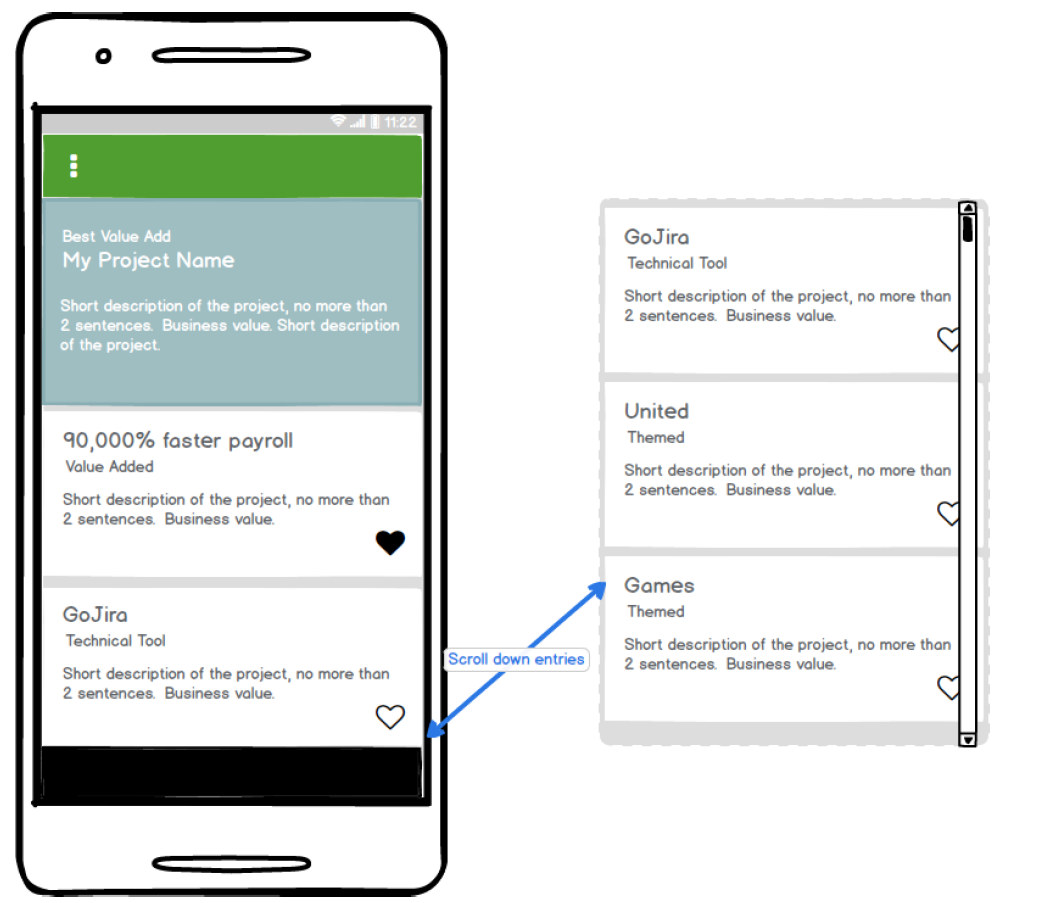 11:22
Best Value Add
My Project Name
Short description of the project, no more than
2 sentences. Business value. Short description
of the project.
90,000% faster payroll
Value Added
Short description of the project, no more than
2 sentences. Business value.
GoJira
Technical Tool
Short description of the project, no more than
2 sentences. Business value.
Scroll down entries
GoJira
Technical Tool
Short description of the project, no more than
2 sentences. Business value.
United
Themed
Short description of the project, no more than
2 sentences. Business value.
Games
Themed
Short description of the project, no more than
2 sentences. Business value.